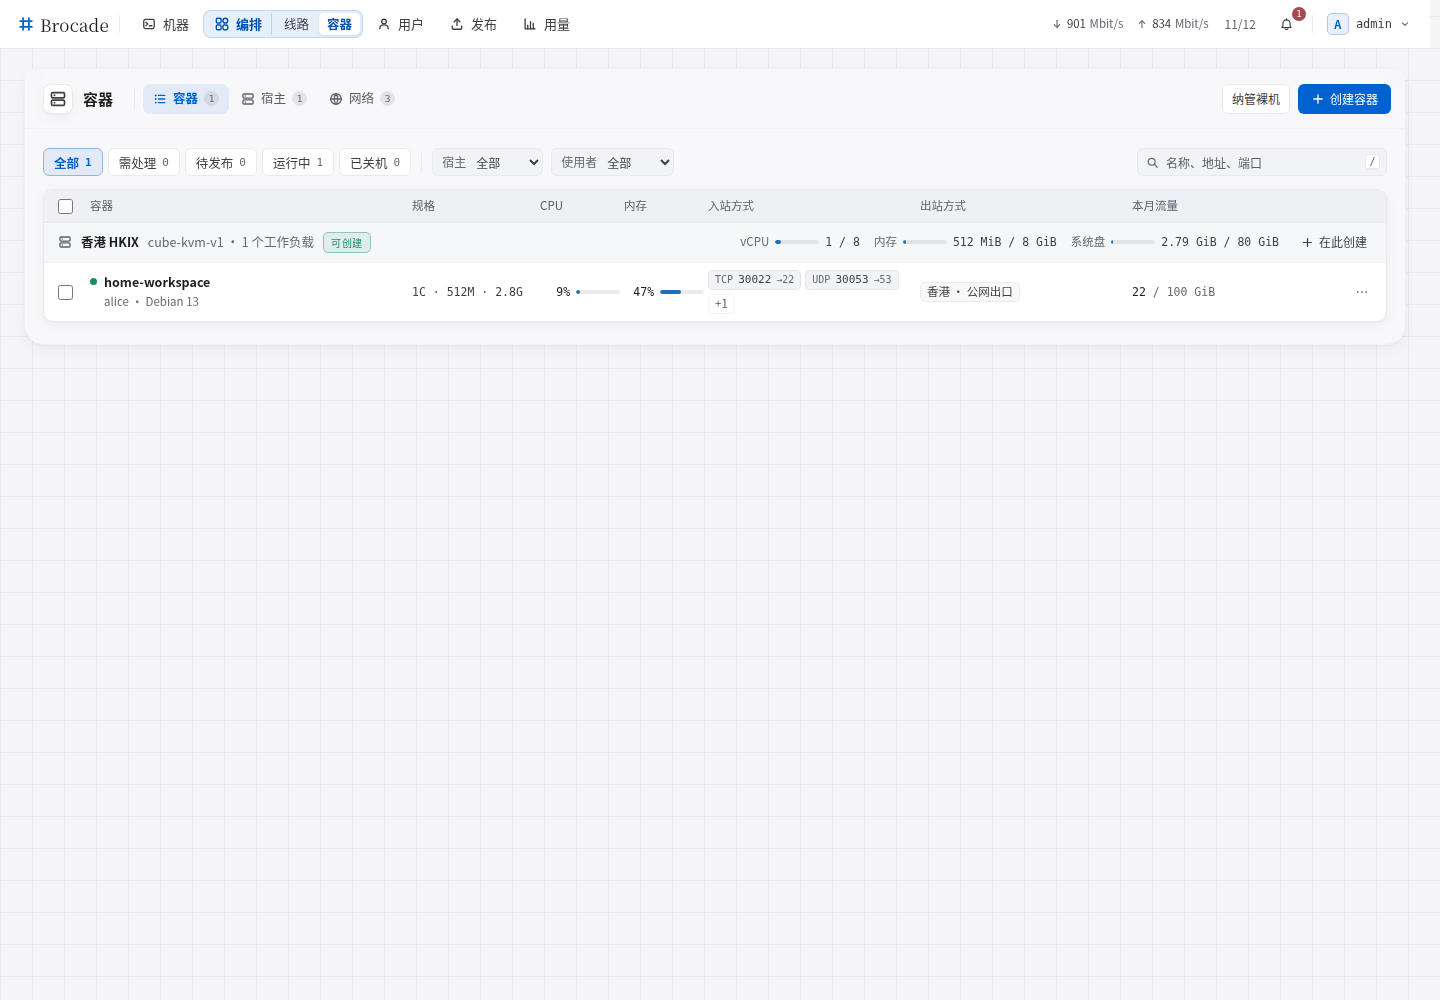 Brocade 机器 编排 线路 容器 用户 发布 用量 ↓ 901 Mbit/s ↑ 834 Mbit/s 11/12 1 A admin
容器 容器 1 宿主 1 网络 3 纳管裸机 + 创建容器
全部 1 需处理 0 待发布 0 运行中 1 已关机 0 宿主 全部 使用者 全部 名称、地址、端口 /
容器 规格 CPU 内存 入站方式 出站方式 本月流量
香港 HKIX cube-kvm-v1 · 1 个工作负载 可创建 vCPU 1 / 8 内存 512 MiB / 8 GiB 系统盘 2.79 GiB / 80 GiB + 在此创建
home-workspace 1C · 512M · 2.8G 9% 47% TCP 30022 →22 UDP 30053 →53 香港 · 公网出口 22 / 100 GiB ···
alice · Debian 13 +1